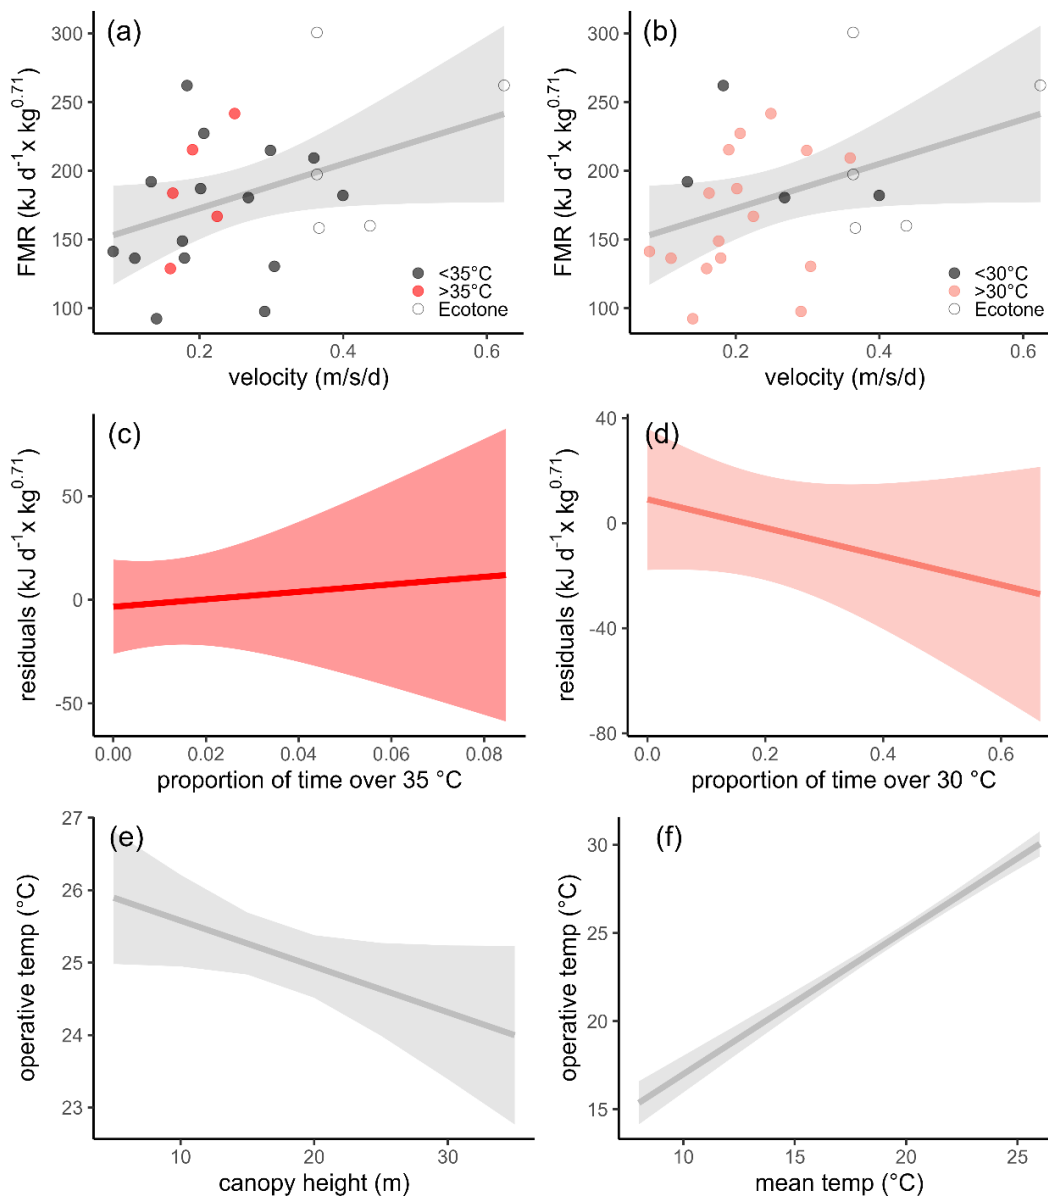 (a)
FMR (kJ d⁻¹x kg⁰·⁷¹)
300
250
200
150
100
<35°C
>35°C
Ecotone
0.2
0.4
0.6
velocity (m/s/d)
(b)
FMR (kJ d⁻¹x kg⁰·⁷¹)
300
250
200
150
100
<30°C
>30°C
Ecotone
0.2
0.4
0.6
velocity (m/s/d)
(c)
residuals (kJ d⁻¹x kg⁰·⁷¹)
50
0
-50
0.00
0.02
0.04
0.06
0.08
proportion of time over 35 °C
(d)
residuals (kJ d⁻¹x kg⁰·⁷¹)
40
0
-40
-80
0.0
0.2
0.4
0.6
proportion of time over 30 °C
(e)
operative temp (°C)
27
26
25
24
23
10
20
30
canopy height (m)
(f)
operative temp (°C)
30
25
20
15
10
15
20
25
mean temp (°C)